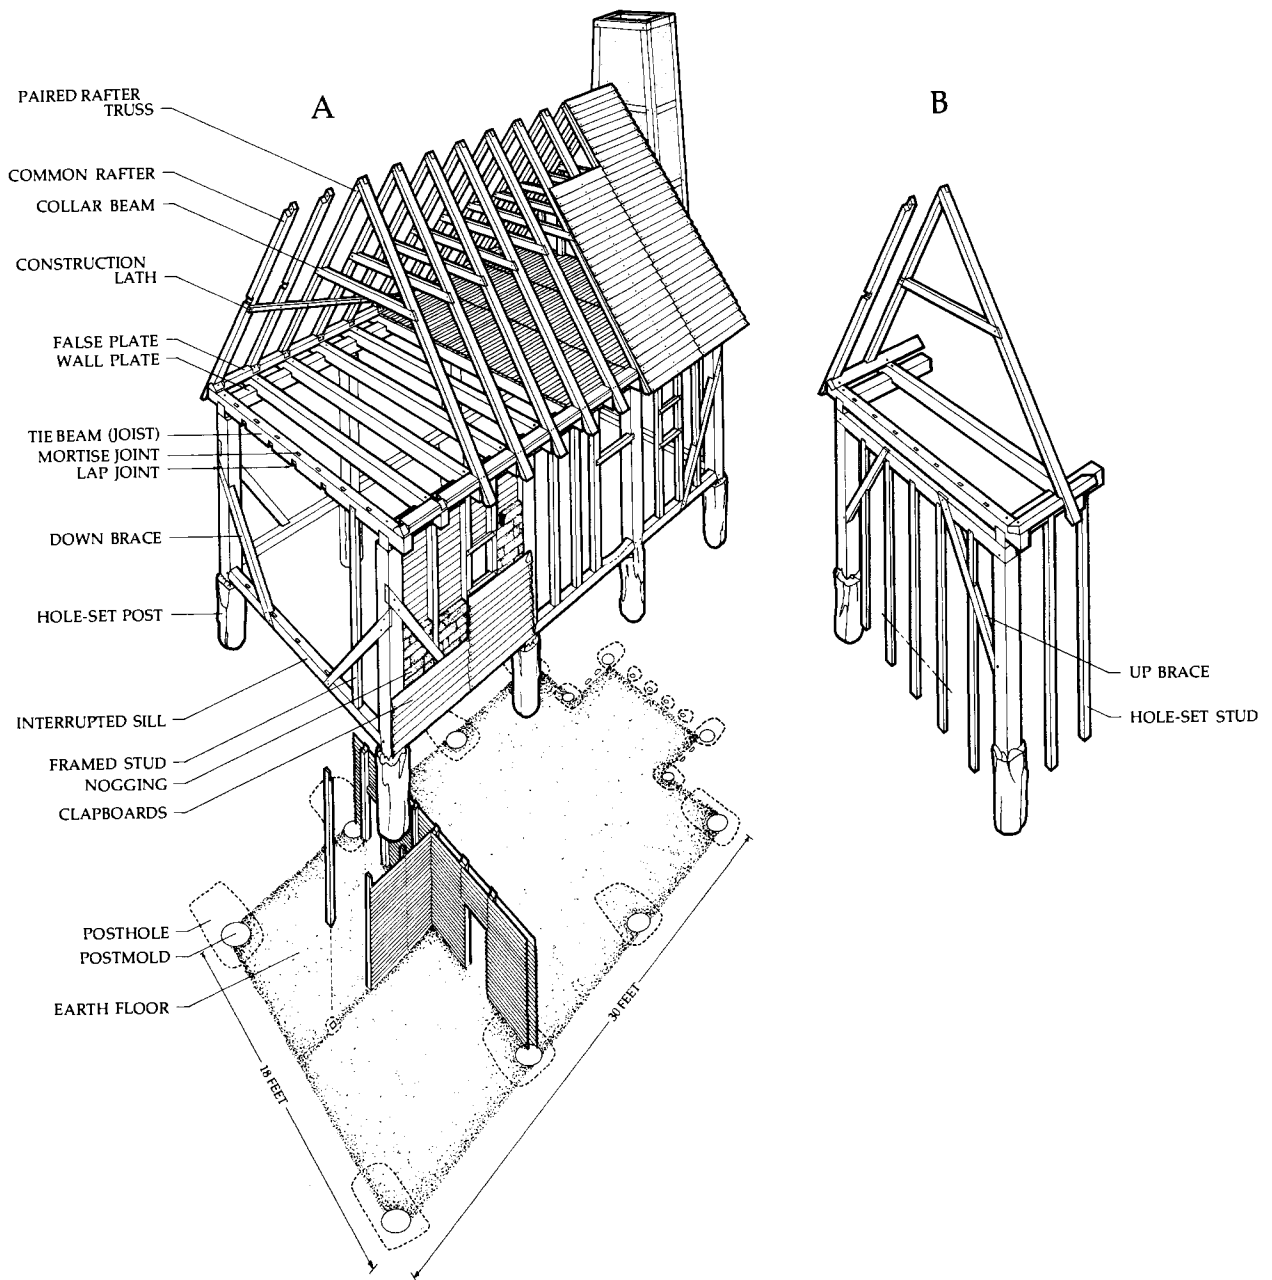 A
B
PAIRED RAFTER
TRUSS
COMMON RAFTER
COLLAR BEAM
CONSTRUCTION
LATH
FALSE PLATE
WALL PLATE
TIE BEAM (JOIST)
MORTISE JOINT
LAP JOINT
DOWN BRACE
HOLE-SET POST
INTERRUPTED SILL
FRAMED STUD
NOGGING
CLAPBOARDS
POSTHOLE
POSTMOLD
EARTH FLOOR
18 FEET
30 FEET
UP BRACE
HOLE-SET STUD